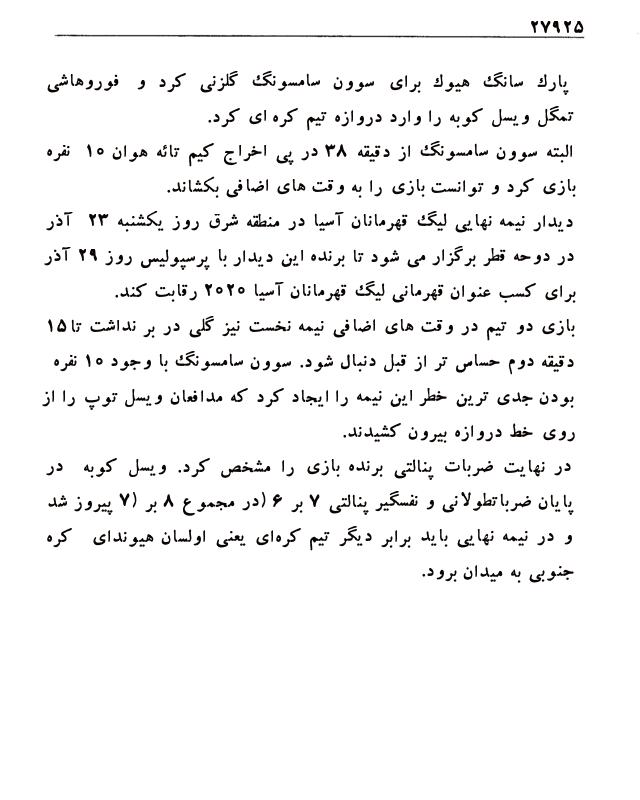 ۲۷۹۲۵
پارك سانگ هیوك برای سوون سامسونگ گلزنی کرد و فوروهاشی
تمگل ویسل کوبه را وارد دروازه تیم کره ای کرد.
البته سوون سامسونگ از دقیقه ۳۸ در پی اخراج کیم تائه هوان ۱۰ نفره
بازی کرد و توانست بازی را به وقت های اضافی بکشاند.
دیدار نیمه نهایی لیگ قهرمانان آسیا در منطقه شرق روز یکشنبه ۲۳ آذر
در دوحه قطر برگزار می شود تا برنده این دیدار با پرسپولیس روز ۲۹ آذر
برای کسب عنوان قهرمانی لیگ قهرمانان آسیا ۲۰۲۰ رقابت کند.
بازی دو تیم در وقت های اضافی نیمه نخست نیز گلی در بر نداشت تا ۱۵
دقیقه دوم حساس تر از قبل دنبال شود. سوون سامسونگ با وجود ۱۰ نفره
بودن جدی ترین خطر این نیمه را ایجاد کرد که مدافعان ویسل توپ را از
روی خط دروازه بیرون کشیدند.
در نهایت ضربات پنالتی برنده بازی را مشخص کرد. ویسل کوبه در
پایان ضرباتطولانی و نفسگیر پنالتی ۷ بر ۶ (در مجموع ۸ بر ۷) پیروز شد
و در نیمه نهایی باید برابر دیگر تیم کره‌ای یعنی اولسان هیوندای کره
جنوبی به میدان برود.